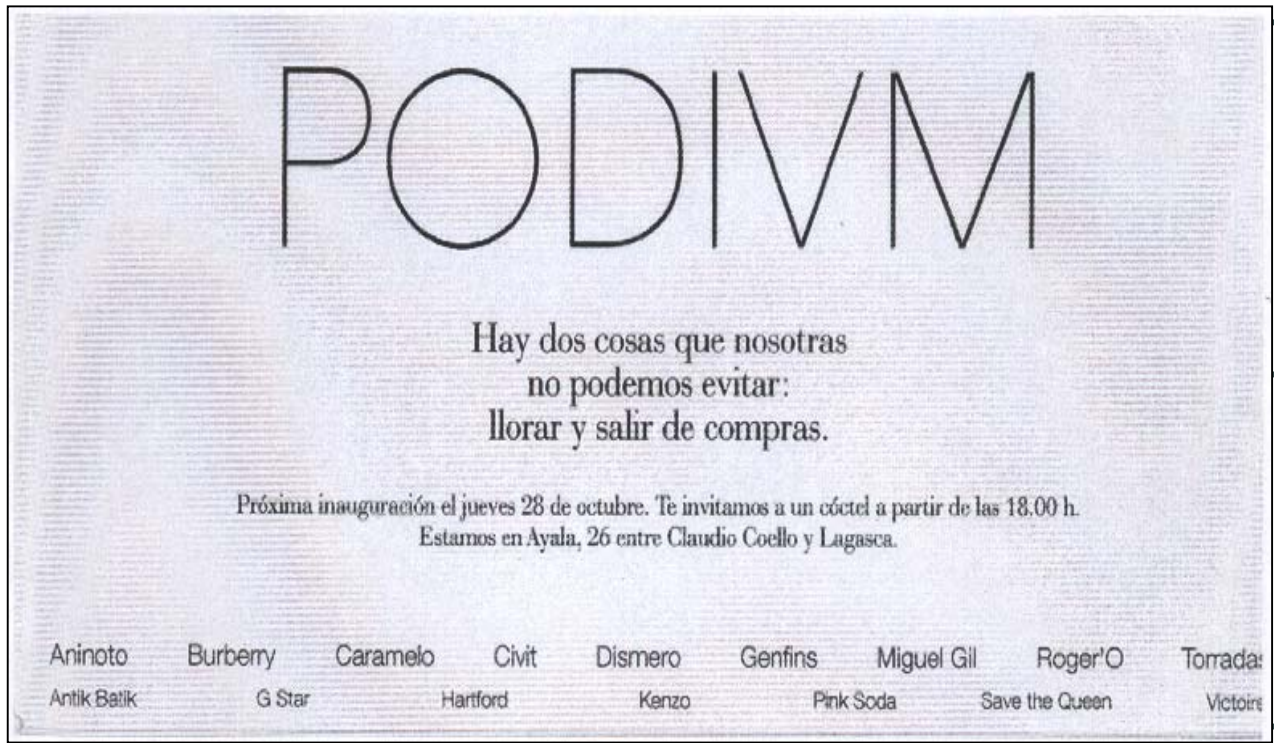 PODIVM
Hay dos cosas que nosotras
no podemos evitar:
llorar y salir de compras.
Próxima inauguración el jueves 28 de octubre. Te invitamos a un cóctel a partir de las 18.00 h.
Estamos en Ayala, 26 entre Claudio Coello y Lagasca.
Aninoto Burberry Caramelo Civit Dismero Genfins Miguel Gil Roger'O
Antik Batik G Star Hartford Kenzo Pink Soda Save the Queen Victoire